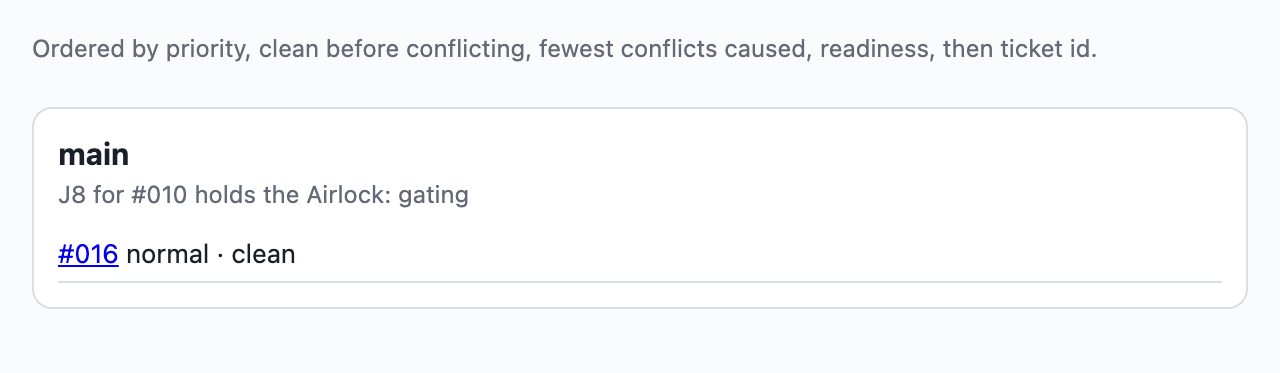 Ordered by priority, clean before conflicting, fewest conflicts caused, readiness, then ticket id.
main
J8 for #010 holds the Airlock: gating
#016 normal · clean